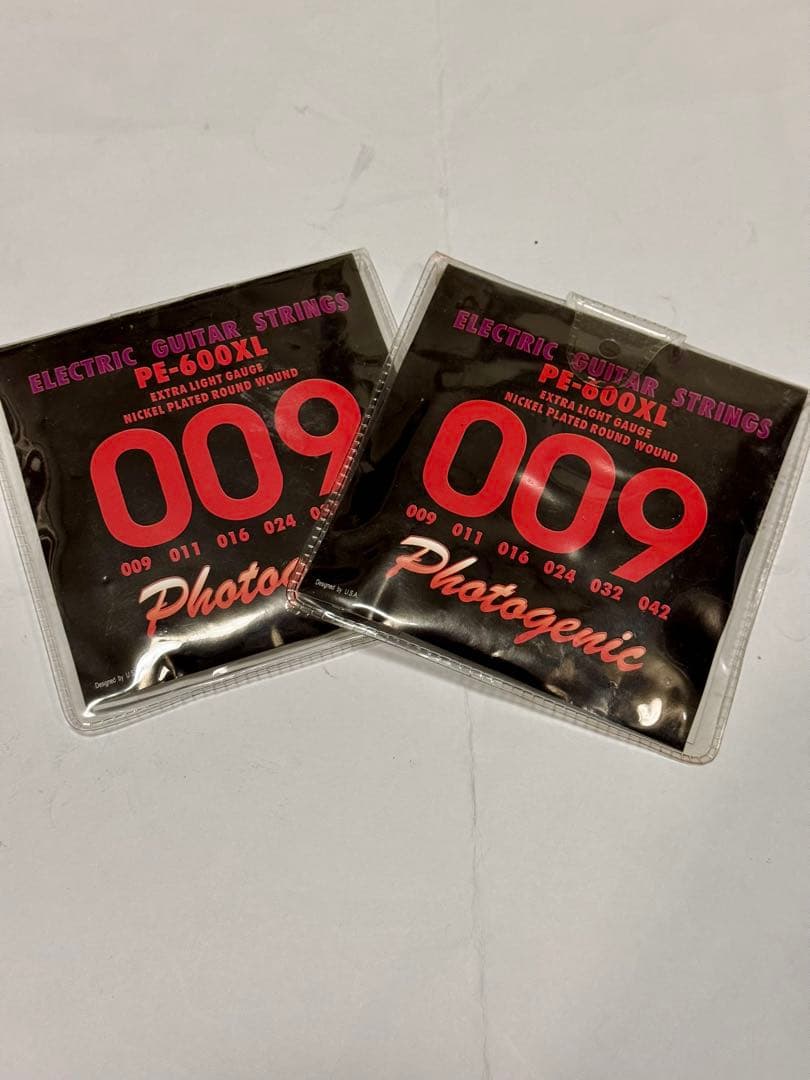 ELECTRIC GUITAR STRINGS
PE-600XL
EXTRA LIGHT GAUGE
NICKEL PLATED ROUND WOUND
009
009 011 016 024
Designed by
ELECTRIC GUITAR STRINGS
PE-600XL
EXTRA LIGHT GAUGE
NICKEL PLATED ROUND WOUND
009
009 011 016 024 032 042
Photogenic
Designed by U.S.A